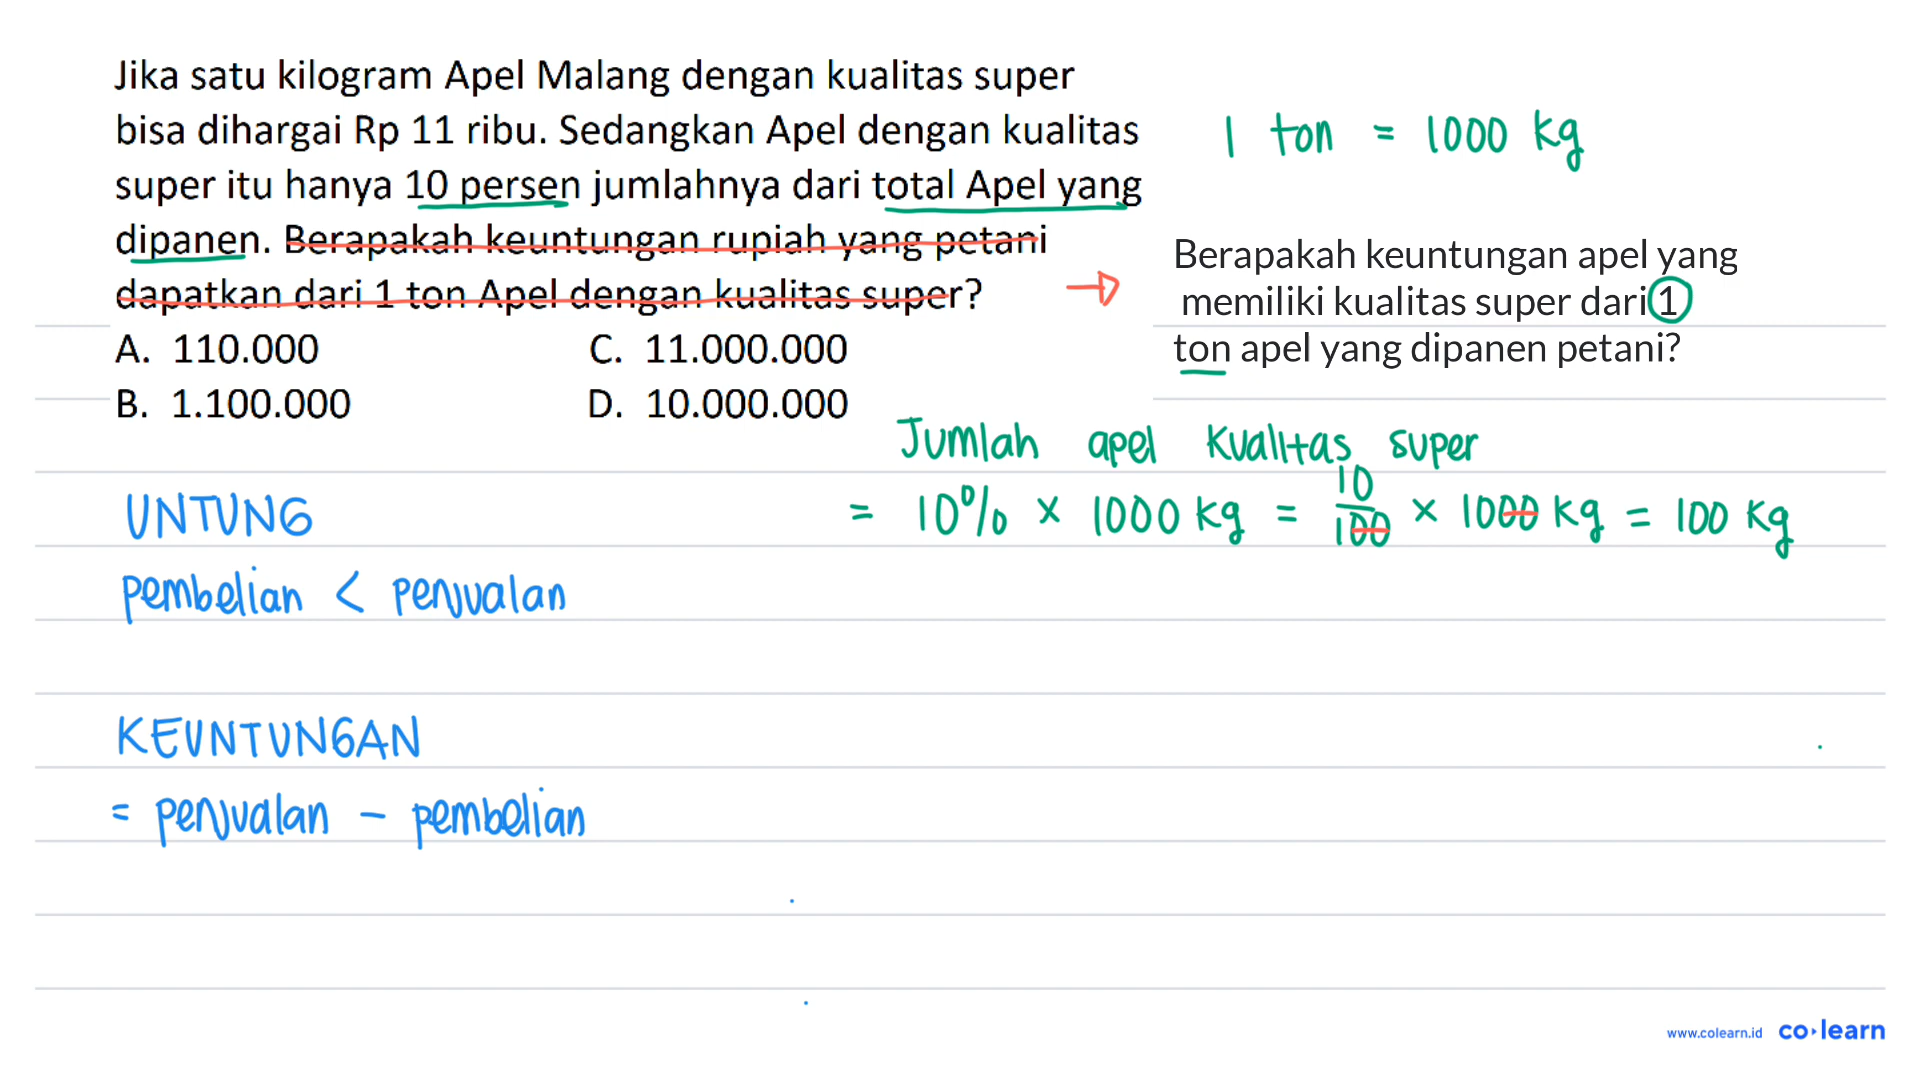 Jika satu kilogram Apel Malang dengan kualitas super
bisa dihargai Rp 11 ribu. Sedangkan Apel dengan kualitas
super itu hanya 10 persen jumlahnya dari total Apel yang
dipanen. Berapakah keuntungan rupiah yang petani
dapatkan dari 1 ton Apel dengan kualitas super?
A. 110.000
C. 11.000.000
B. 1.100.000
D. 10.000.000
1 ton = 1000 kg
Berapakah keuntungan apel yang
memiliki kualitas super dari 1
ton apel yang dipanen petani?
Jumlah apel kualitas super
= 10% × 1000 kg = 10/100 × 1000 kg = 100 kg
UNTUNG
pembelian < penjualan
KEUNTUNGAN
= penjualan - pembelian
www.colearn.id co learn